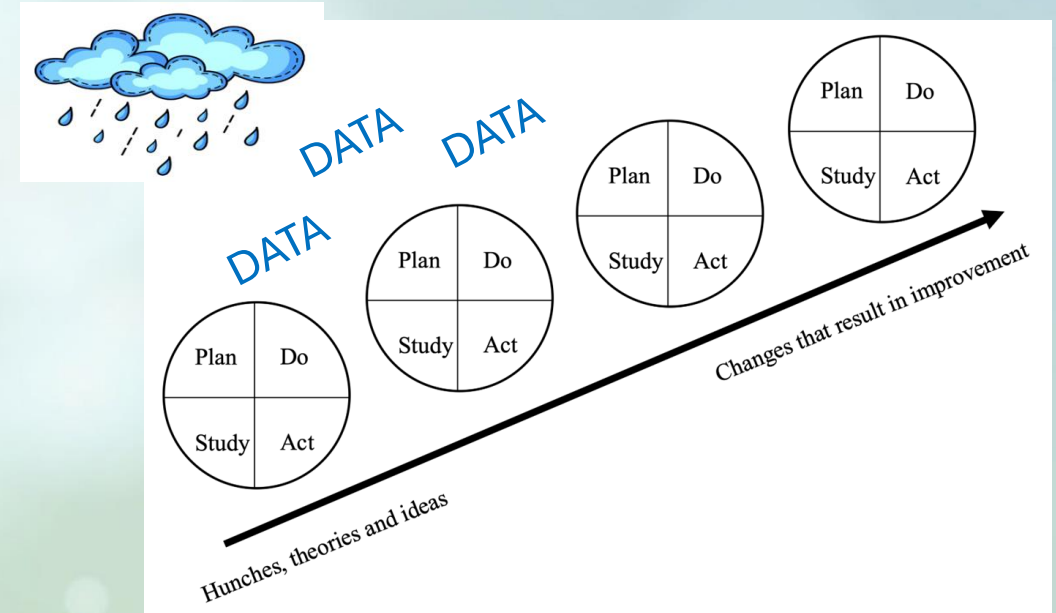 DATA
DATA
DATA
Plan Do
Study Act
Plan Do
Study Act
Plan Do
Study Act
Plan Do
Study Act
Hunches, theories and ideas
Changes that result in improvement